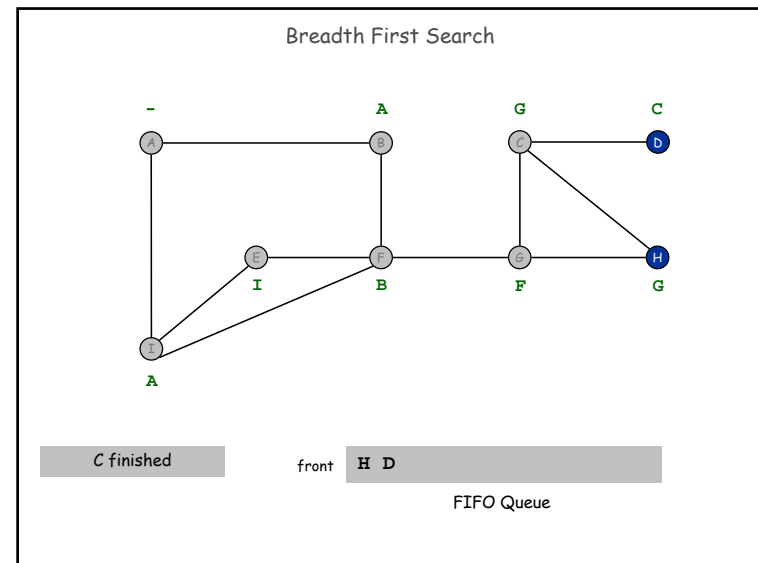 Breadth First Search
- A G C
A B C D
E F G H
I B F G
I
A
C finished front H D
FIFO Queue